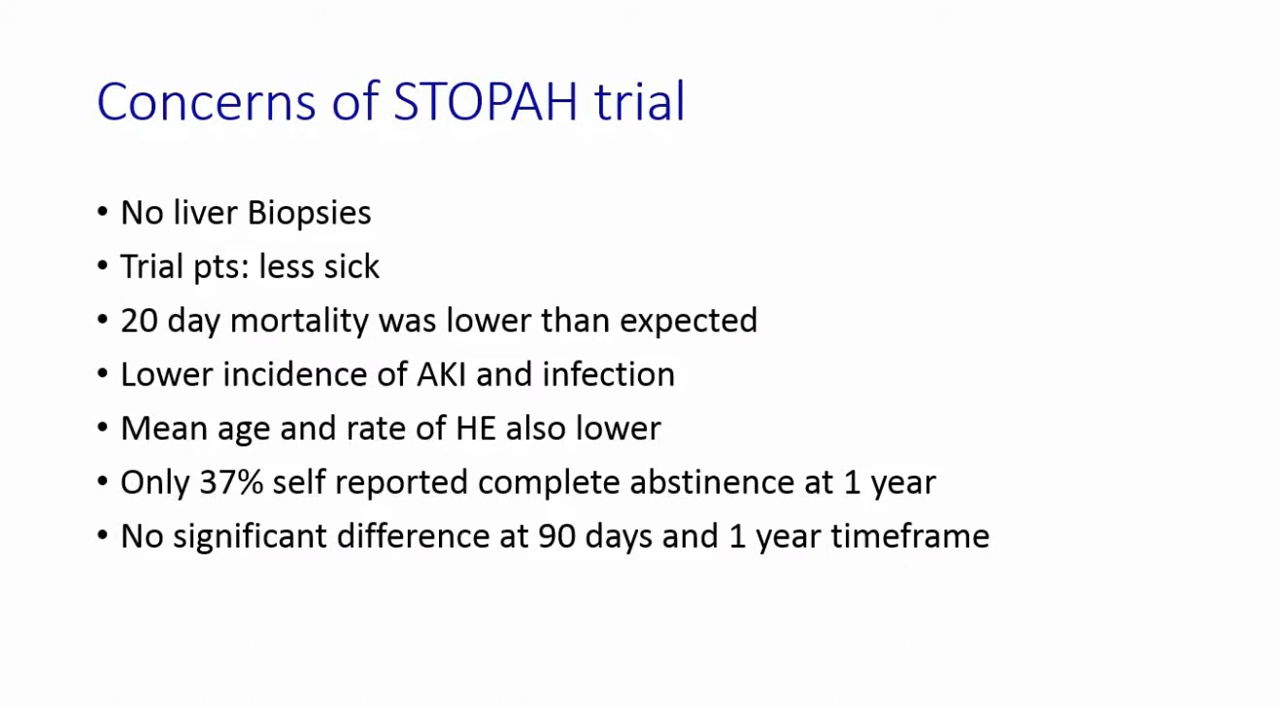 Concerns of STOPAH trial
• No liver Biopsies
• Trial pts: less sick
• 20 day mortality was lower than expected
• Lower incidence of AKI and infection
• Mean age and rate of HE also lower
• Only 37% self reported complete abstinence at 1 year
• No significant difference at 90 days and 1 year timeframe